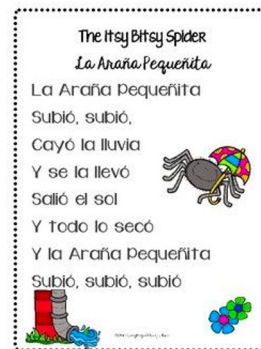 The Itsy Bitsy Spider
La Araña Pequeñita
La Araña Pequeñita
Subió, subió,
Cayó la lluvia
Y se la llevó
Salió el sol
Y todo lo secó
Y la Araña Pequeñita
Subió, subió, subió